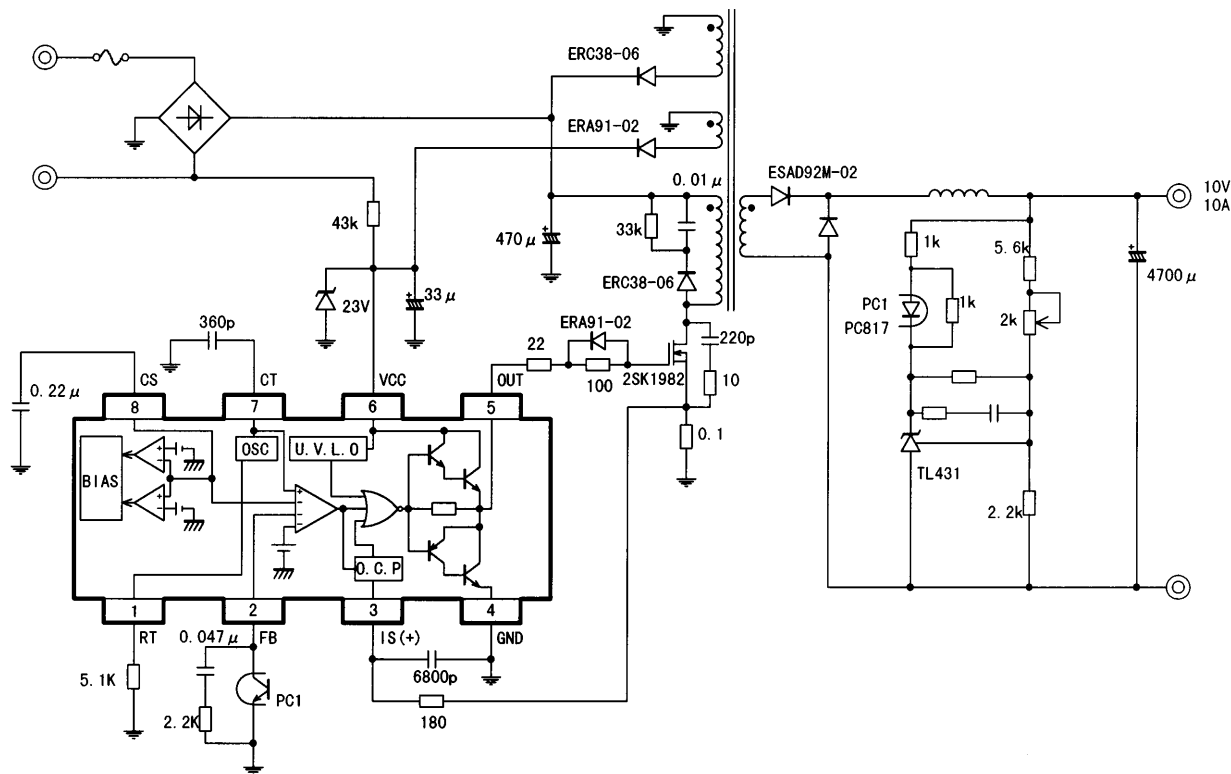 ERC38-06
ERA91-02
0.01μ
ESAD92M-02
10V
10A
43k
470μ
33k
ERC38-06
1k
5.6k
4700μ
23V
33μ
360p
PC1
PC817
1k
2k
ERA91-02
220p
22
100
2SK1982
10
0.22μ
CS
CT
VCC
OUT
8
7
6
5
0.1
OSC
U.V.L.O
BIAS
TL431
2.2k
O.C.P
1
2
3
4
RT
0.047μ
FB
IS(+)
GND
5.1K
6800p
2.2K
PC1
180